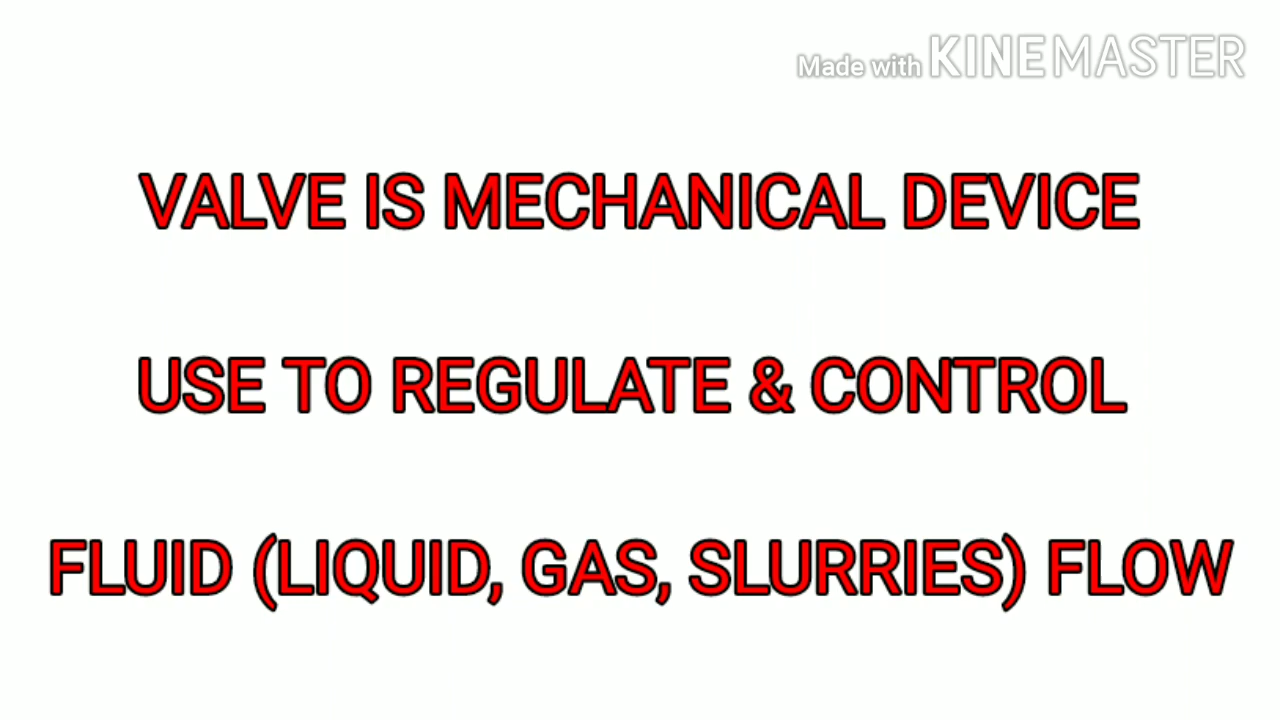 Made with KINEMASTER
VALVE IS MECHANICAL DEVICE
USE TO REGULATE & CONTROL
FLUID (LIQUID, GAS, SLURRIES) FLOW